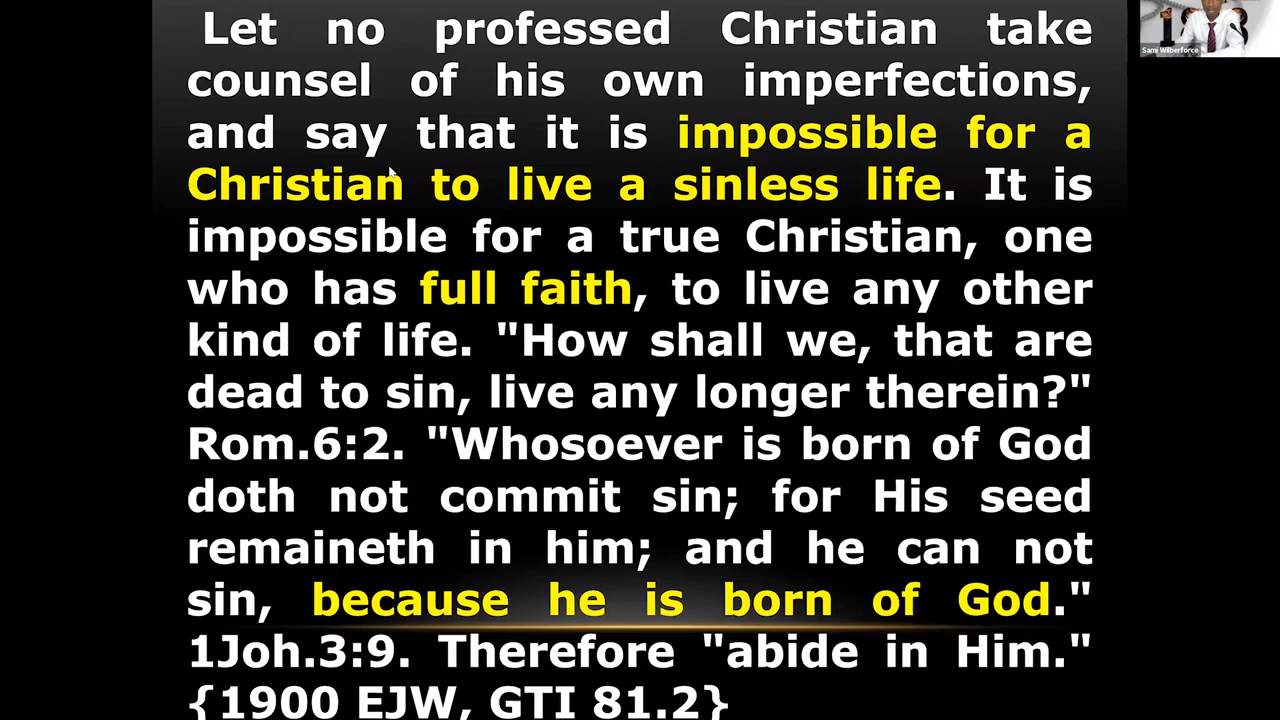 Let no professed Christian take
counsel of his own imperfections,
and say that it is impossible for a
Christian to live a sinless life. It is
impossible for a true Christian, one
who has full faith, to live any other
kind of life. "How shall we, that are
dead to sin, live any longer therein?"
Rom.6:2. "Whosoever is born of God
doth not commit sin; for His seed
remaineth in him; and he can not
sin, because he is born of God."
1Joh.3:9. Therefore "abide in Him."
{1900 EJW, GTI 81.2}
Sami Wilberforce